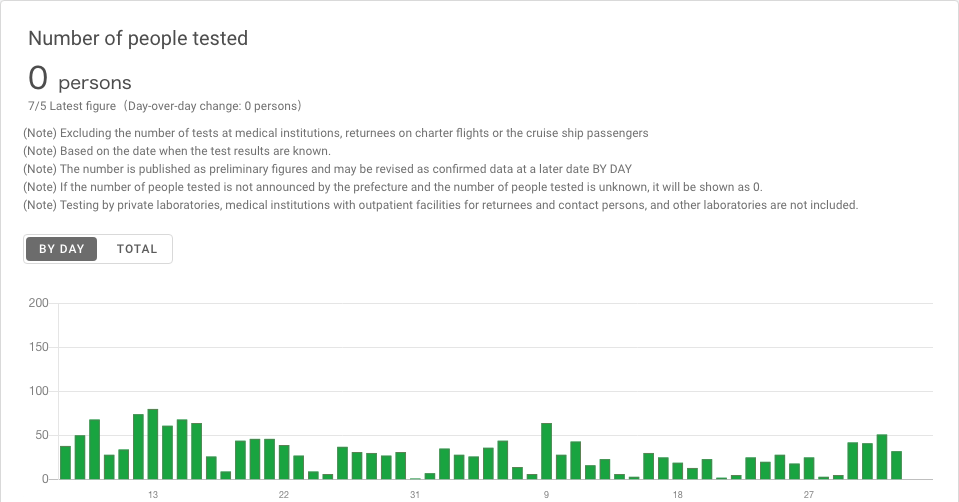 Number of people tested
0 persons
7/5 Latest figure（Day-over-day change: 0 persons）
(Note) Excluding the number of tests at medical institutions, returnees on charter flights or the cruise ship passengers
(Note) Based on the date when the test results are known.
(Note) The number is published as preliminary figures and may be revised as confirmed data at a later date BY DAY
(Note) If the number of people tested is not announced by the prefecture and the number of people tested is unknown, it will be shown as 0.
(Note) Testing by private laboratories, medical institutions with outpatient facilities for returnees and contact persons, and other laboratories are not included.
BY DAY TOTAL
200
150
100
50
0
13 22 31 9 18 27